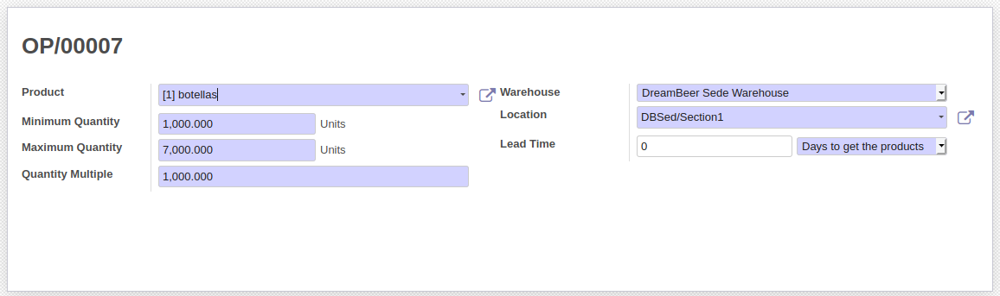 OP/00007
Product [1] botellas
Minimum Quantity 1,000.000 Units
Maximum Quantity 7,000.000 Units
Quantity Multiple 1,000.000
Warehouse DreamBeer Sede Warehouse
Location DBSed/Section1
Lead Time 0 Days to get the products